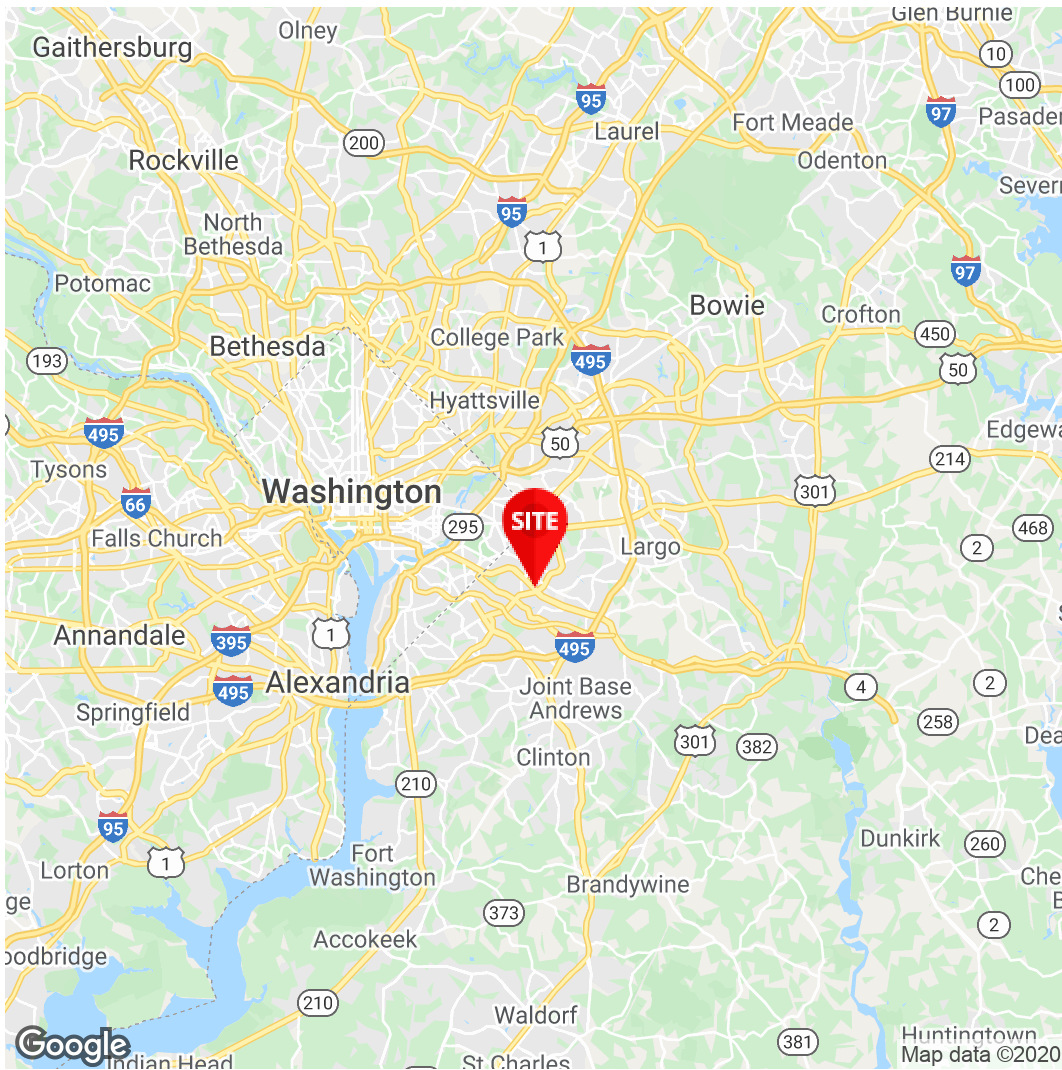 Glen Burnie
Olney
Gaithersburg
10
100
95
97
Pasaden
Fort Meade
Laurel
200
Rockville
Odenton
Severn
95
North
Bethesda
1
97
Potomac
Bowie
Crofton
College Park
450
Bethesda
193
495
50
Hyattsville
495
50
Edgewa
214
Tysons
Washington
301
66
SITE
295
468
Falls Church
Largo
2
Annandale
395
1
495
Alexandria
495
Joint Base
Andrews
4
2
Springfield
258
Dea
301
382
Clinton
210
95
Dunkirk
260
1
Fort
Washington
Lorton
Che
B
Brandywine
ge
373
2
Accokeek
oodbridge
210
Waldorf
381
Huntingtown
Google
Map data ©2020
Indian Head
St Charles